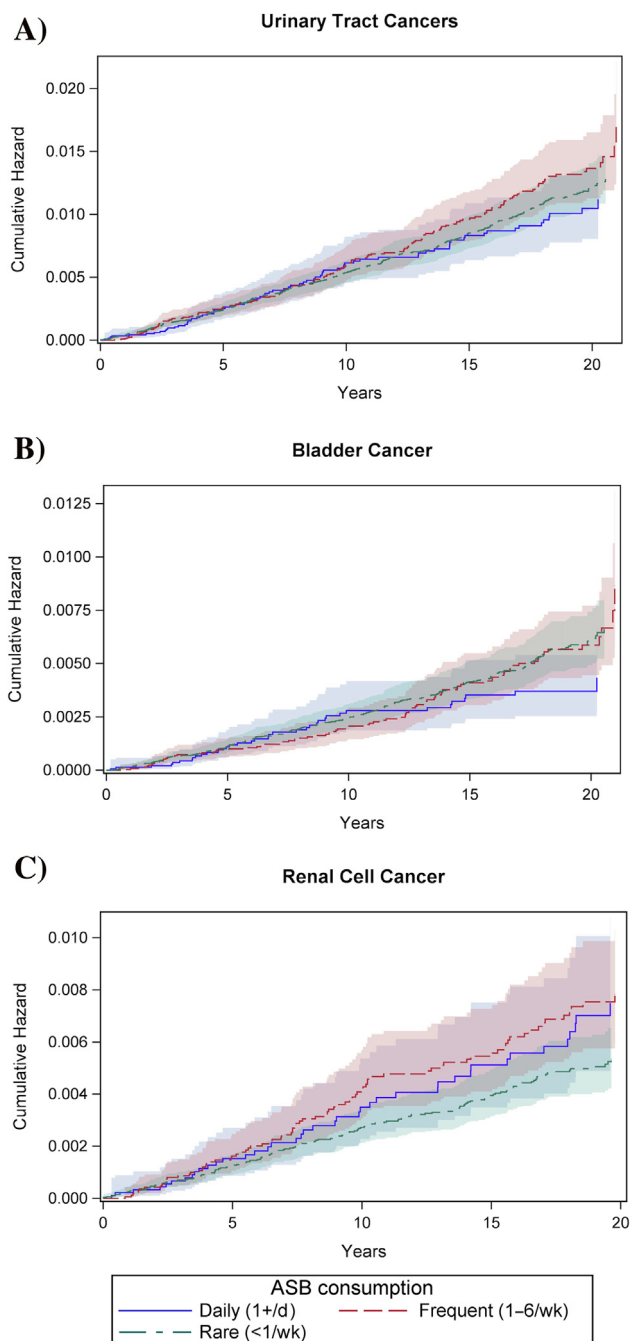 A)
Urinary Tract Cancers
0.020
0.015
0.010
0.005
0.000
Cumulative Hazard
0 5 10 15 20
Years
B)
Bladder Cancer
0.0125
0.0100
0.0075
0.0050
0.0025
0.0000
Cumulative Hazard
0 5 10 15 20
Years
C)
Renal Cell Cancer
0.010
0.008
0.006
0.004
0.002
0.000
Cumulative Hazard
0 5 10 15 20
Years
ASB consumption
Daily (1+/d) Frequent (1–6/wk)
Rare (<1/wk)